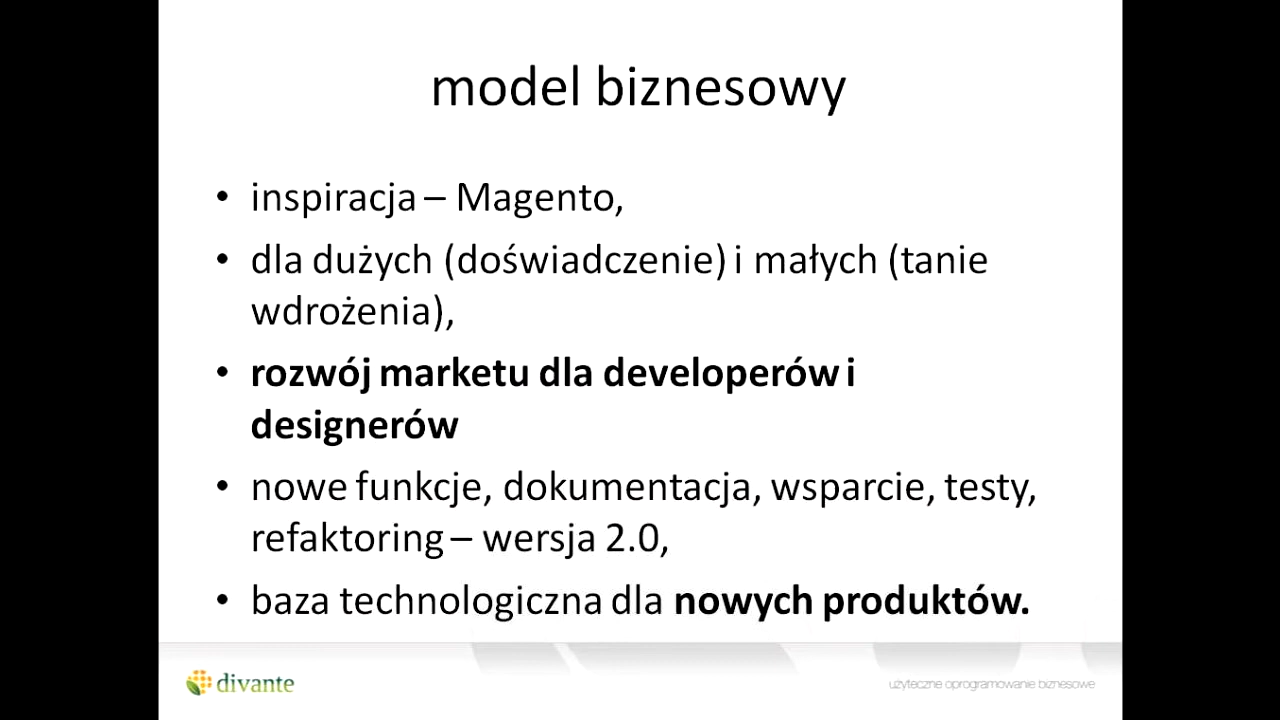 model biznesowy
• inspiracja – Magento,
• dla dużych (doświadczenie) i małych (tanie
wdrożenia),
• rozwój marketu dla developerów i
designerów
• nowe funkcje, dokumentacja, wsparcie, testy,
refaktoring – wersja 2.0,
• baza technologiczna dla nowych produktów.
divante
użyteczne oprogramowanie biznesowe